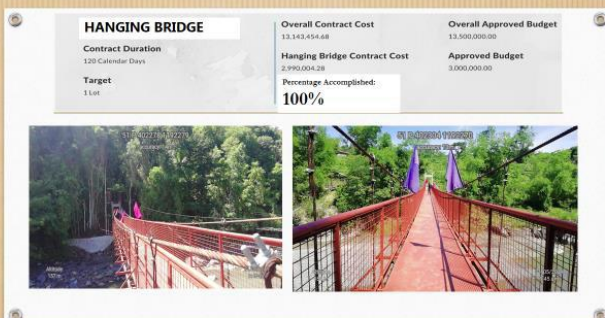 HANGING BRIDGE
Contract Duration
120 Calendar Days
Target
1 Lot
Overall Contract Cost
13,143,454.68
Hanging Bridge Contract Cost
2,990,004.28
Percentage Accomplished:
100%
Overall Approved Budget
13,500,000.00
Approved Budget
3,000,000.00
Altitude